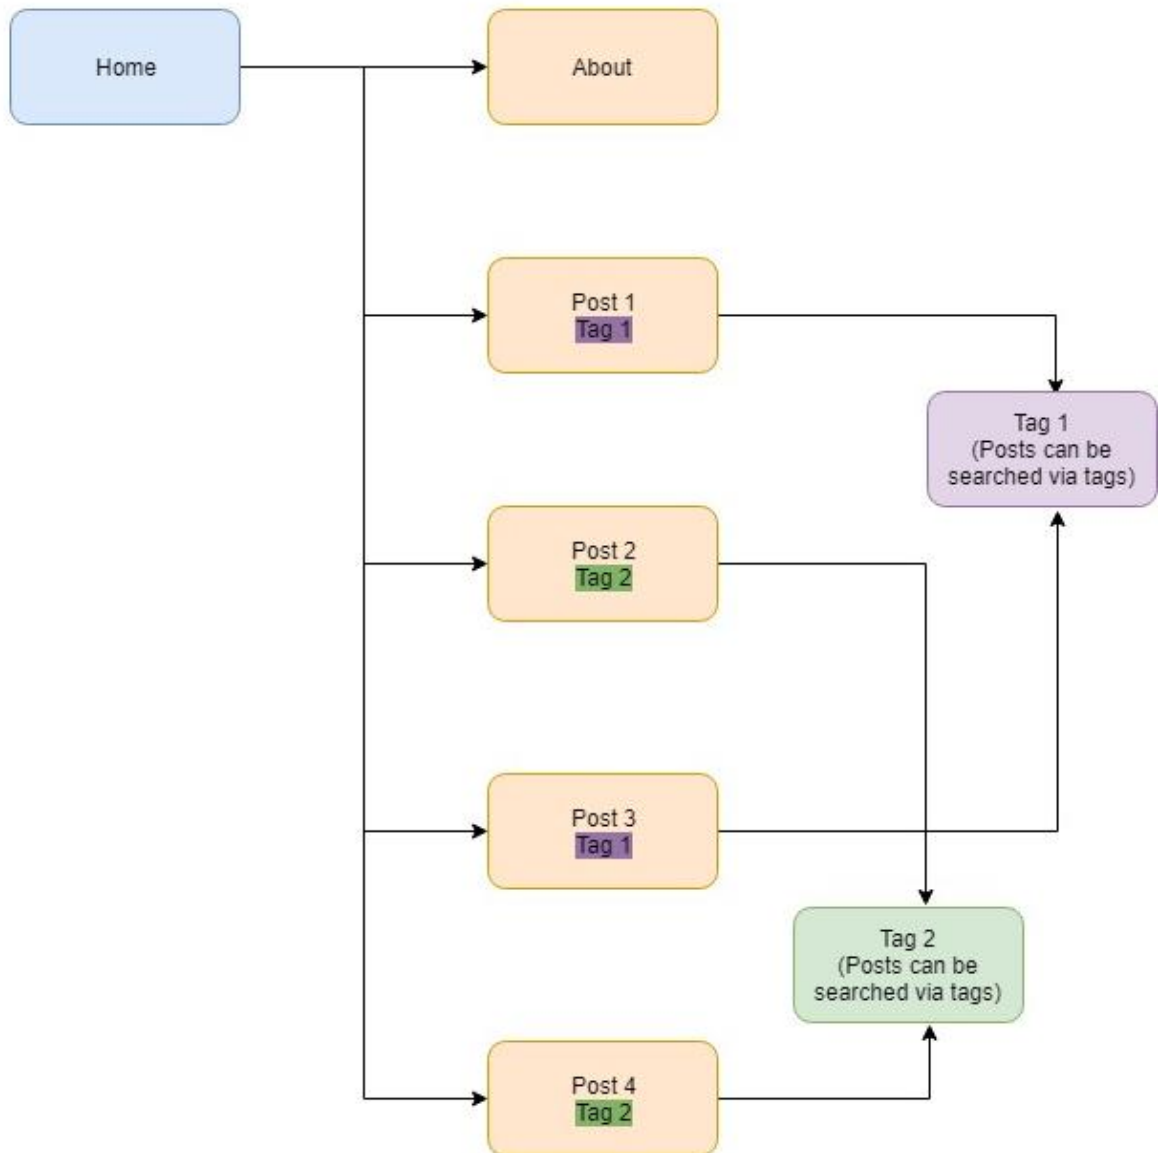 Home
About
Post 1
Tag 1
Tag 1
(Posts can be
searched via tags)
Post 2
Tag 2
Post 3
Tag 1
Tag 2
(Posts can be
searched via tags)
Post 4
Tag 2